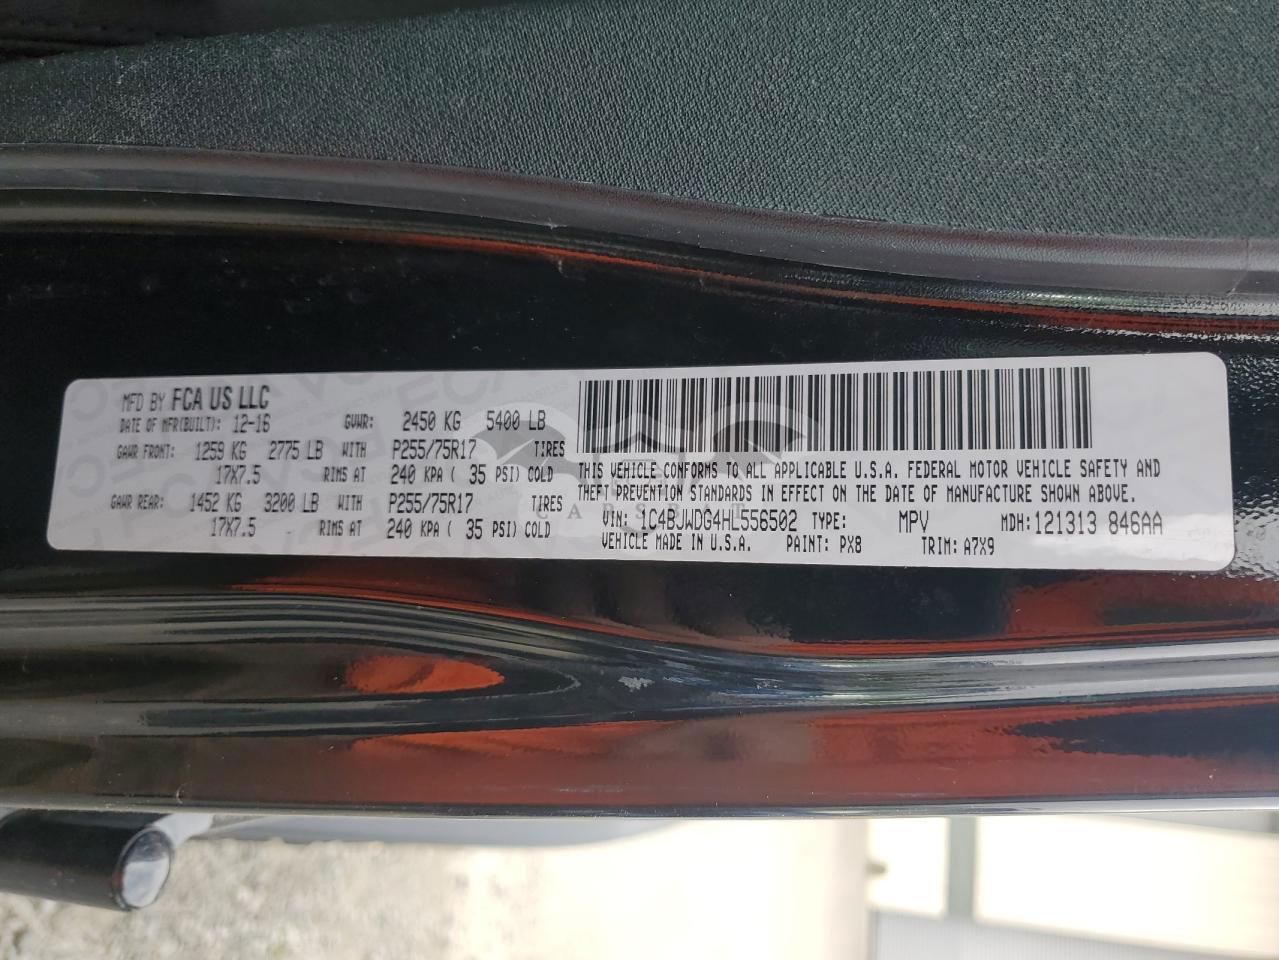 MFD BY FCA US LLC
DATE OF MFR(BUILT): 12-16 GVWR: 2450 KG 5400 LB
GAWR FRONT: 1259 KG 2775 LB WITH P255/75R17 TIRES
17X7.5 RIMS AT 240 KPA ( 35 PSI) COLD
GAWR REAR: 1452 KG 3200 LB WITH P255/75R17 TIRES
17X7.5 RIMS AT 240 KPA ( 35 PSI) COLD
THIS VEHICLE CONFORMS TO ALL APPLICABLE U.S.A. FEDERAL MOTOR VEHICLE SAFETY AND
THEFT PREVENTION STANDARDS IN EFFECT ON THE DATE OF MANUFACTURE SHOWN ABOVE.
VIN: 1C4BJWDG4HL556502 TYPE: MPV MDH: 121313 846AA
VEHICLE MADE IN U.S.A. PAINT: PX8 TRIM: A7X9
CARSBAT